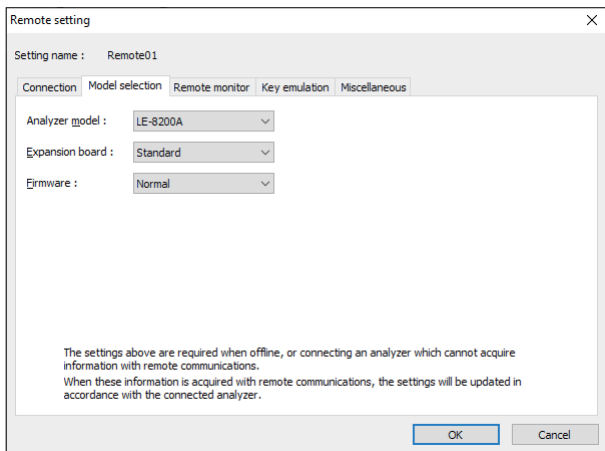 Remote setting
Setting name : Remote01
Connection Model selection Remote monitor Key emulation Miscellaneous
Analyzer model : LE-8200A
Expansion board : Standard
Firmware : Normal
The settings above are required when offline, or connecting an analyzer which cannot acquire
information with remote communications.
When these information is acquired with remote communications, the settings will be updated in
accordance with the connected analyzer.
OK Cancel